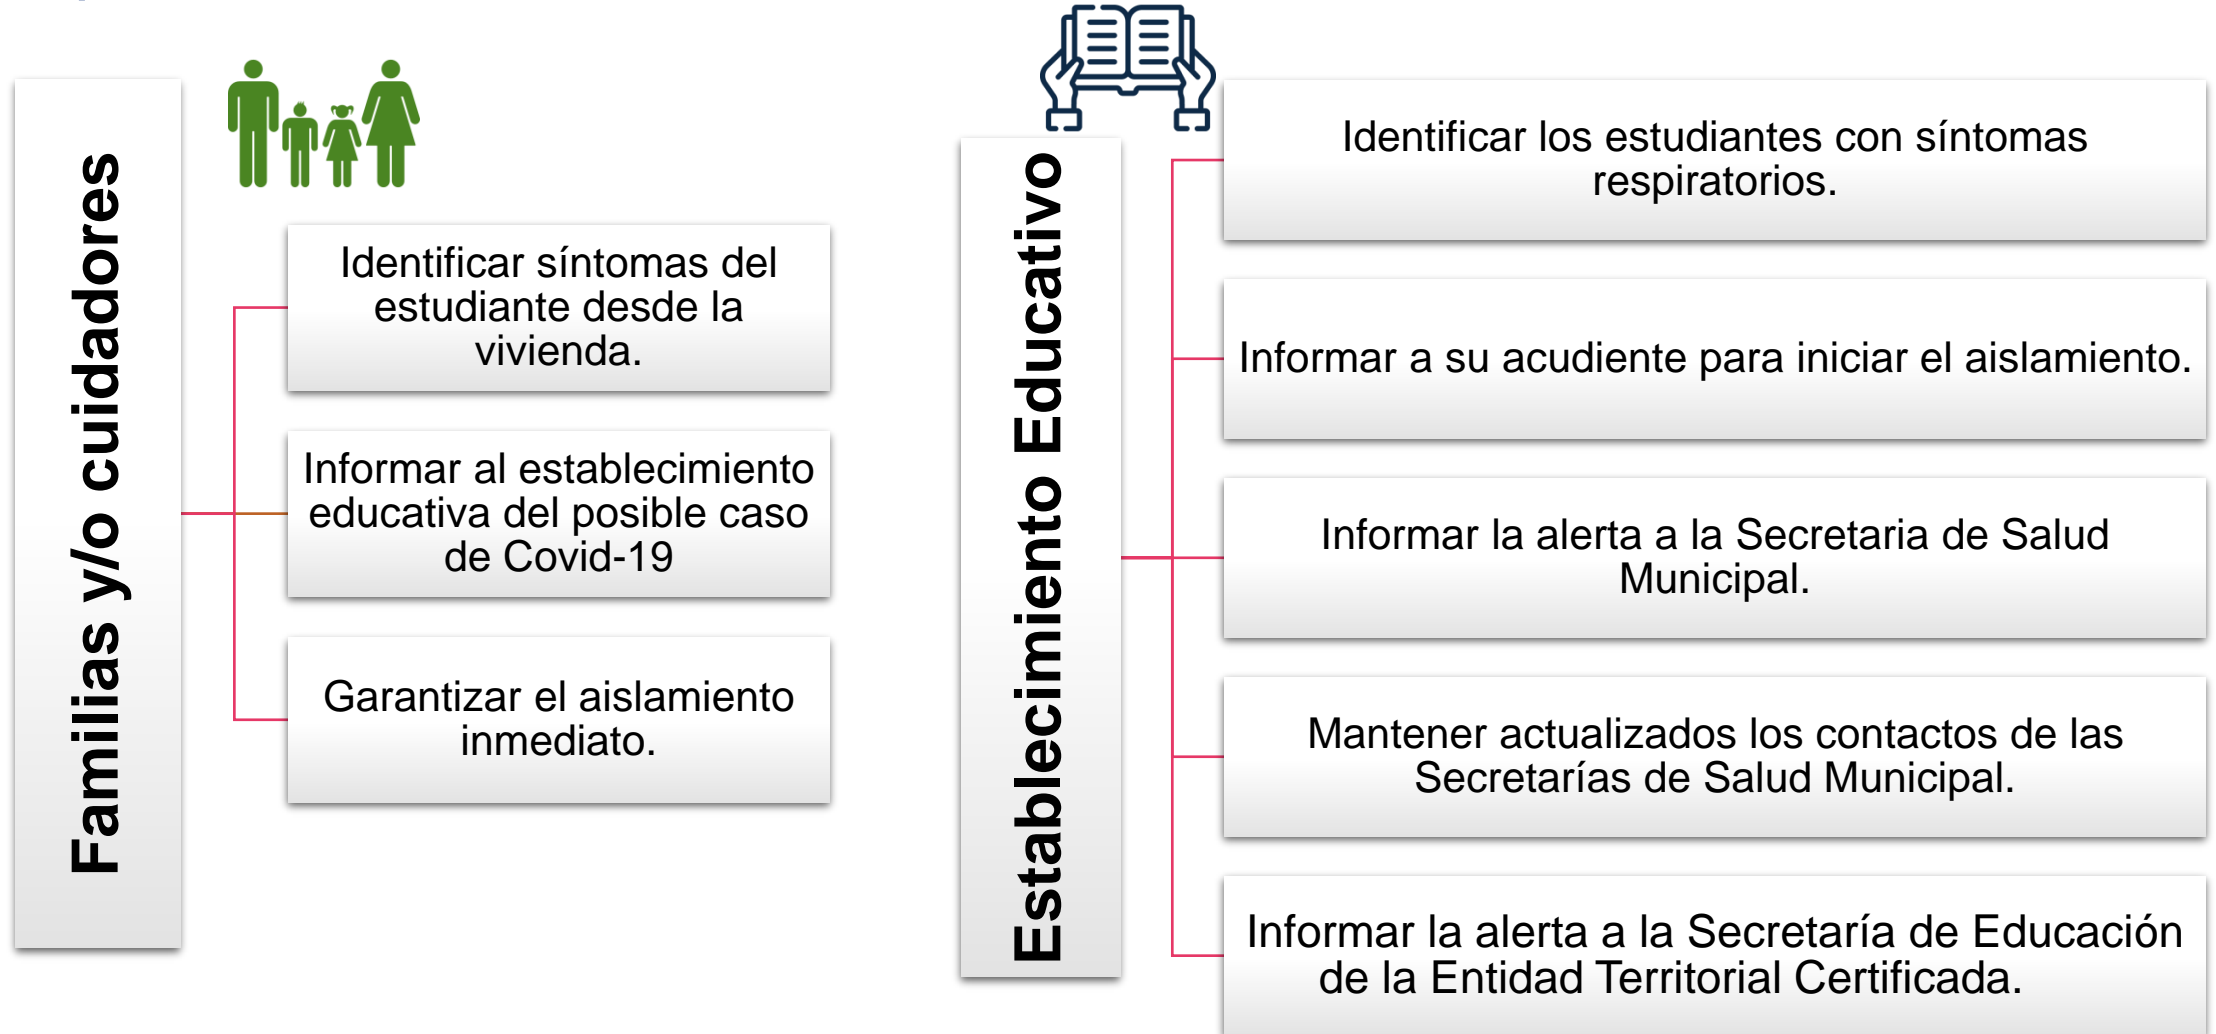 Familias y/o cuidadores
Identificar síntomas del
estudiante desde la
vivienda.
Informar al establecimiento
educativa del posible caso
de Covid-19
Garantizar el aislamiento
inmediato.
Establecimiento Educativo
Identificar los estudiantes con síntomas
respiratorios.
Informar a su acudiente para iniciar el aislamiento.
Informar la alerta a la Secretaria de Salud
Municipal.
Mantener actualizados los contactos de las
Secretarías de Salud Municipal.
Informar la alerta a la Secretaría de Educación
de la Entidad Territorial Certificada.